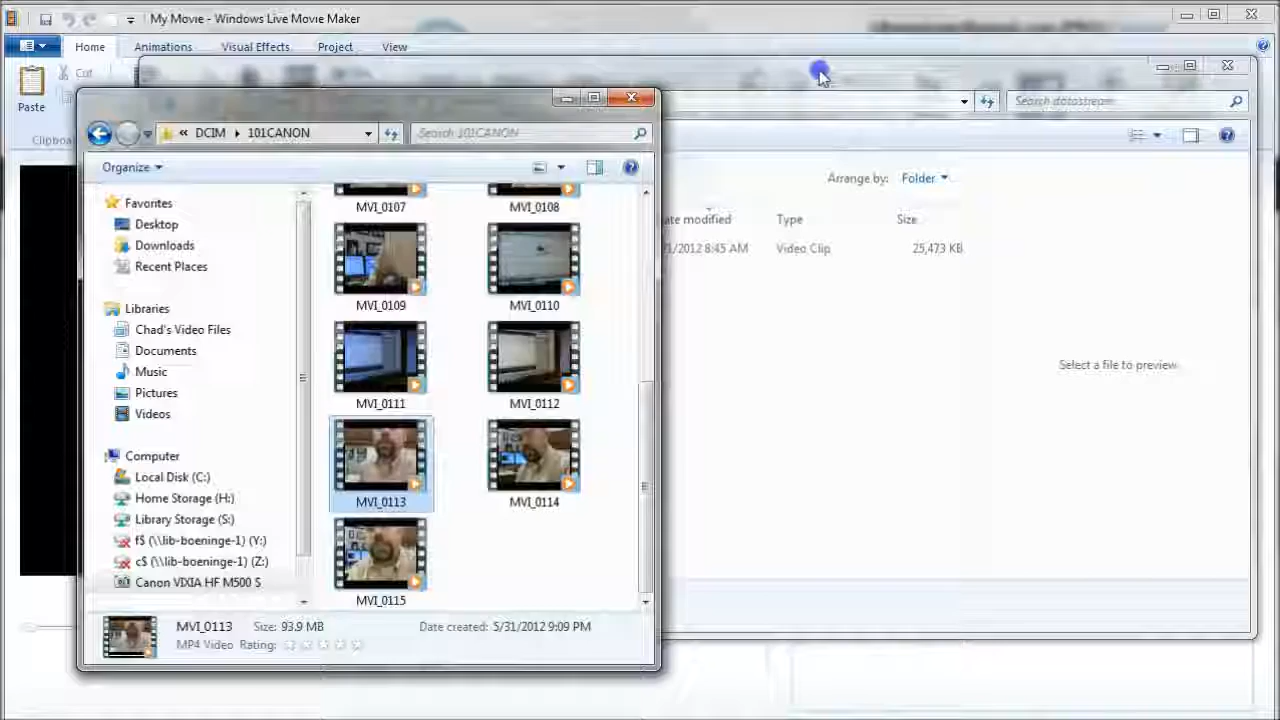 My Movie - Windows Live Movie Maker
Home Animations Visual Effects Project View
Cut
Paste
DCIM 101CANON
Search 101CANON
Search datastream
Organize
Favorites
Desktop
Downloads
Recent Places
Libraries
Chad's Video Files
Documents
Music
Pictures
Videos
Computer
Local Disk (C:)
Home Storage (H:)
Library Storage (S:)
f$ (\\lib-boeninge-1) (Y:)
c$ (\\lib-boeninge-1) (Z:)
Canon VIXIA HF M500 S
MVI_0107
MVI_0108
MVI_0109
MVI_0110
MVI_0111
MVI_0112
MVI_0113
MVI_0114
MVI_0115
MVI_0113 Size: 93.9 MB Date created: 5/31/2012 9:09 PM
MP4 Video Rating:
Arrange by: Folder
modified Type Size
2012 8:45 AM Video Clip 25,473 KB
Select a file to preview.